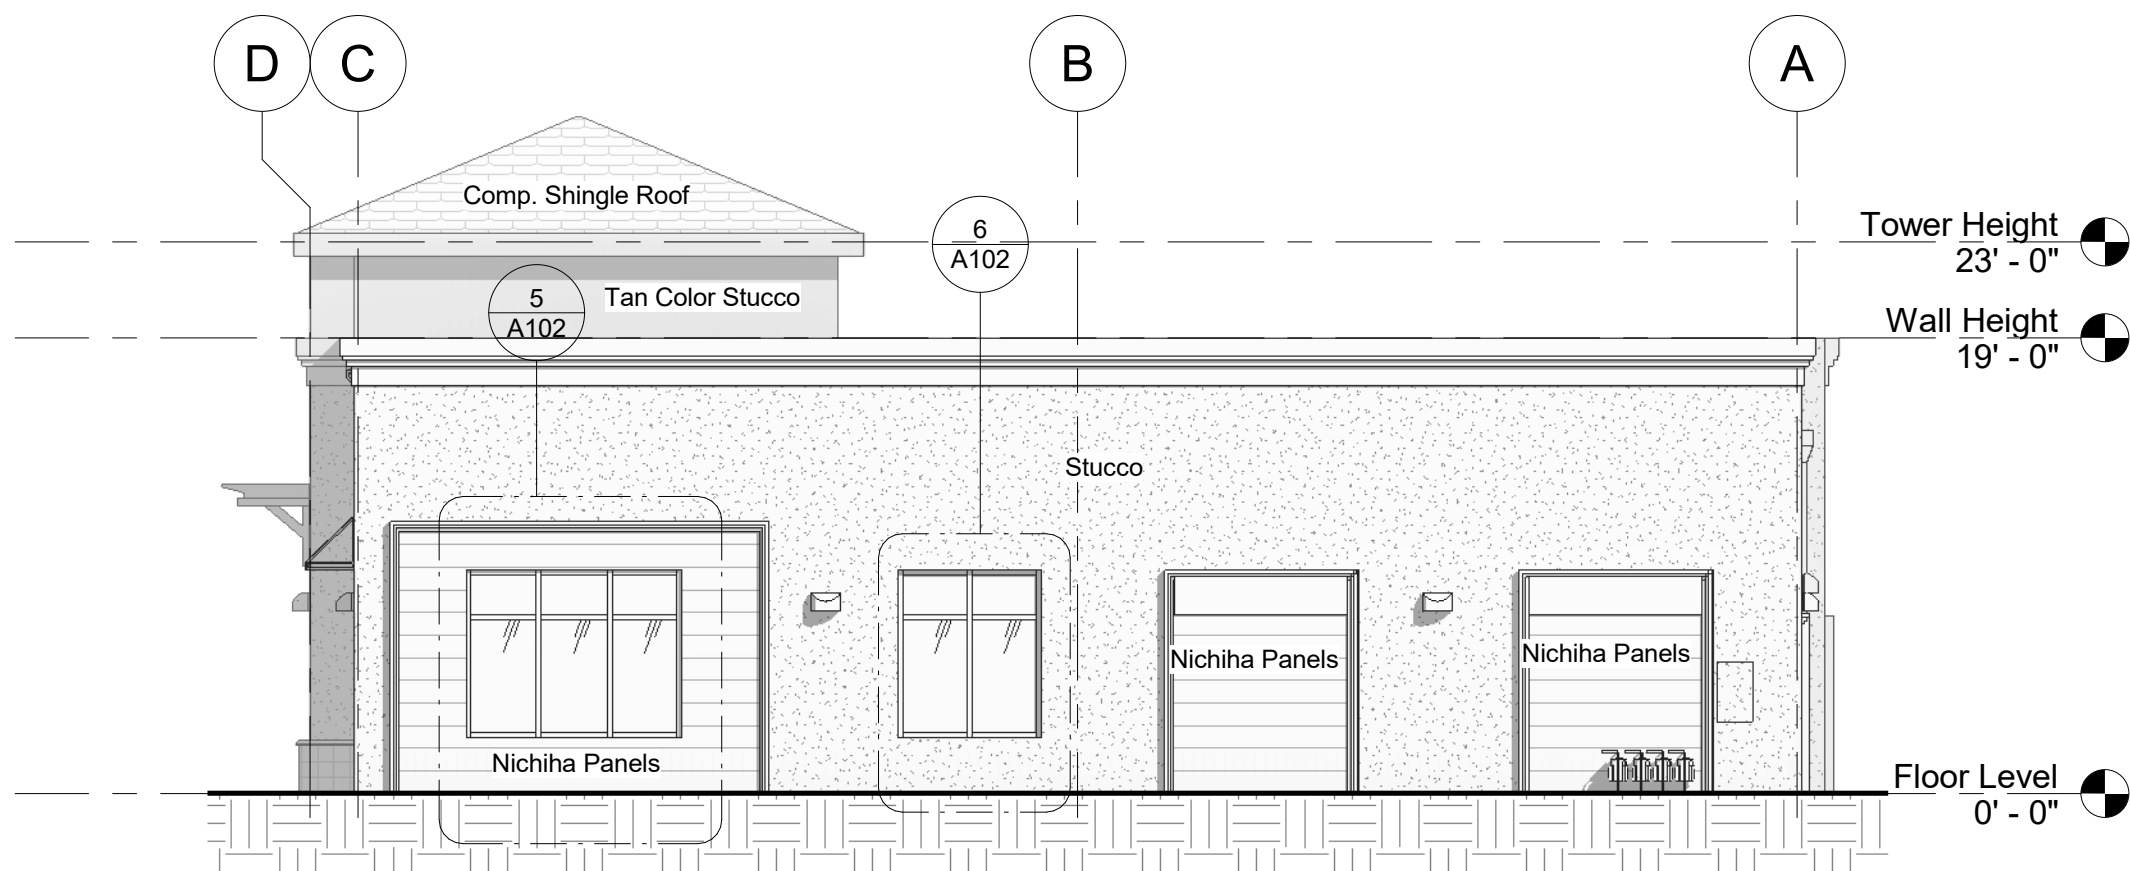 D
C
B
A
Comp. Shingle Roof
6
A102
Tower Height
23' - 0"
5
A102
Tan Color Stucco
Wall Height
19' - 0"
Stucco
Nichiha Panels
Nichiha Panels
Nichiha Panels
Floor Level
0' - 0"